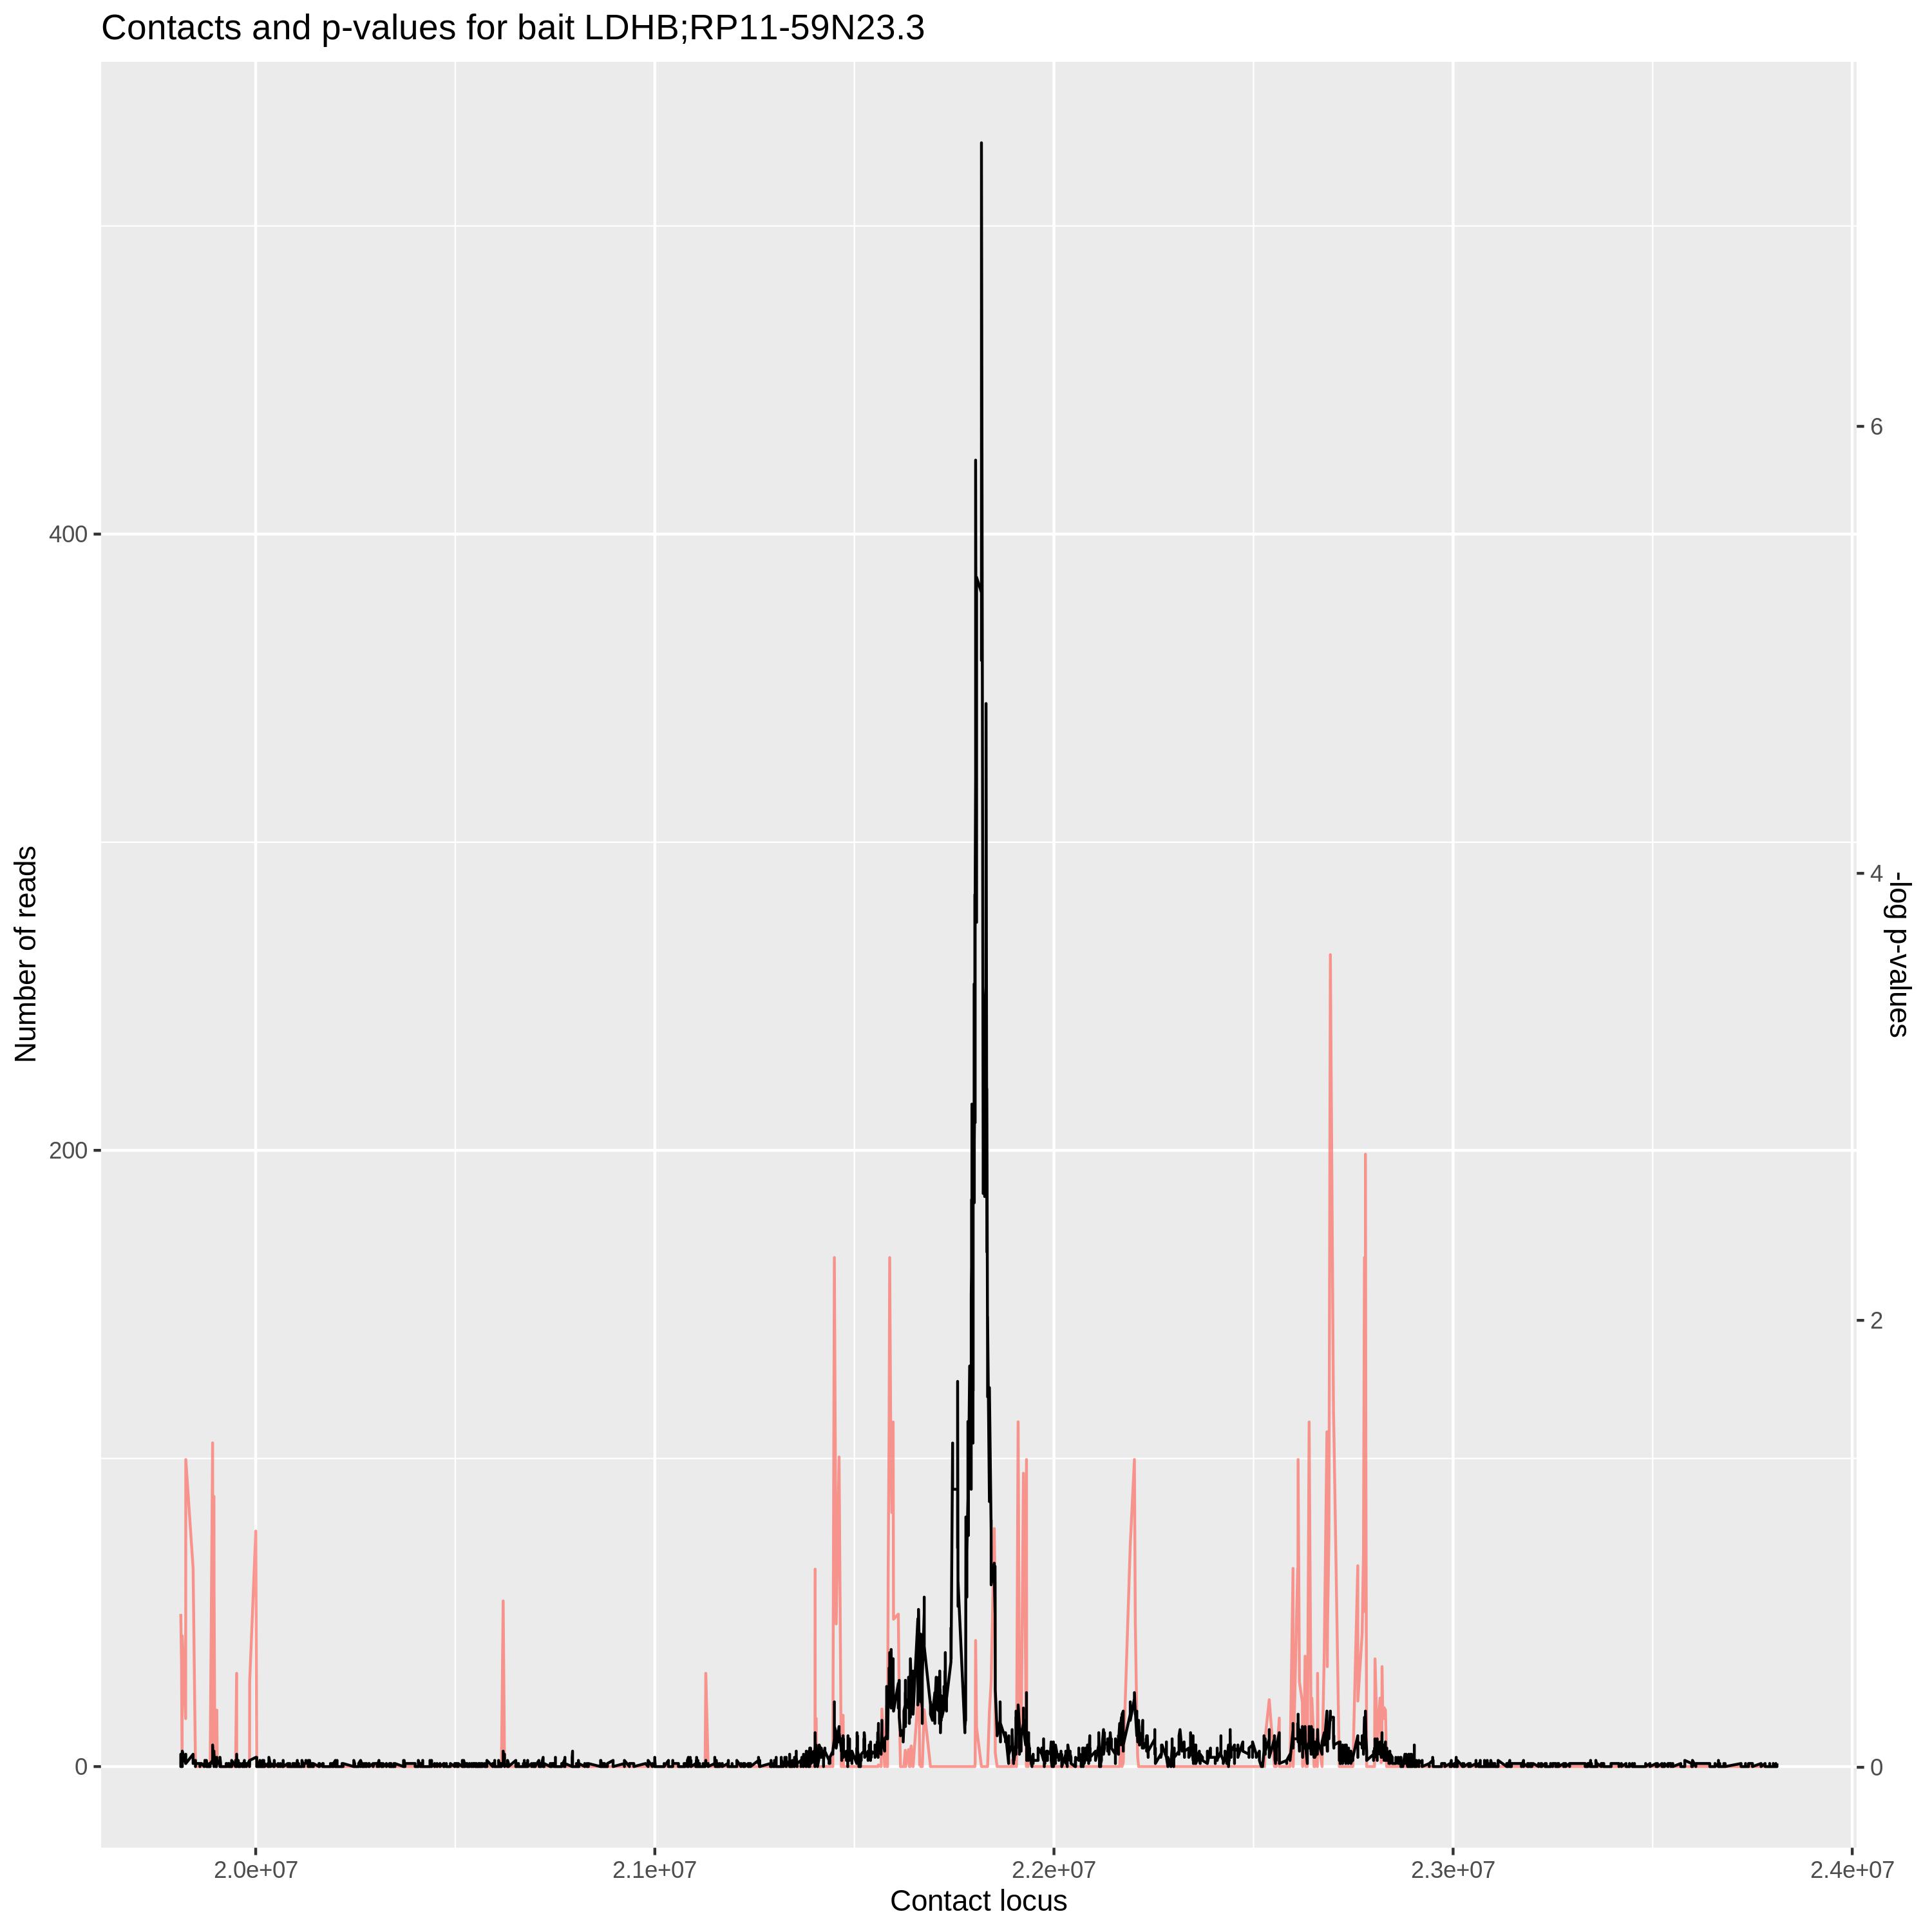 Contacts and p-values for bait LDHB;RP11-59N23.3
Number of reads
400
200
0
6
4
2
0
-log p-values
2.0e+07
2.1e+07
2.2e+07
2.3e+07
2.4e+07
Contact locus